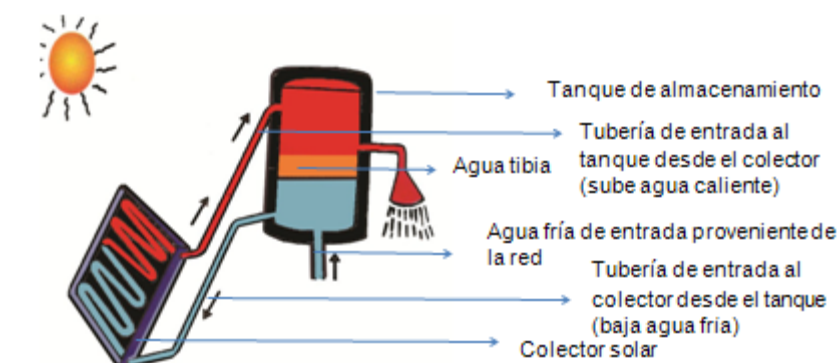 Tanque de almacenamiento
Tubería de entrada al
tanque desde el colector
(sube agua caliente)
Agua tibia
Agua fría de entrada proveniente de
la red
Tubería de entrada al
colector desde el tanque
(baja agua fría)
Colector solar